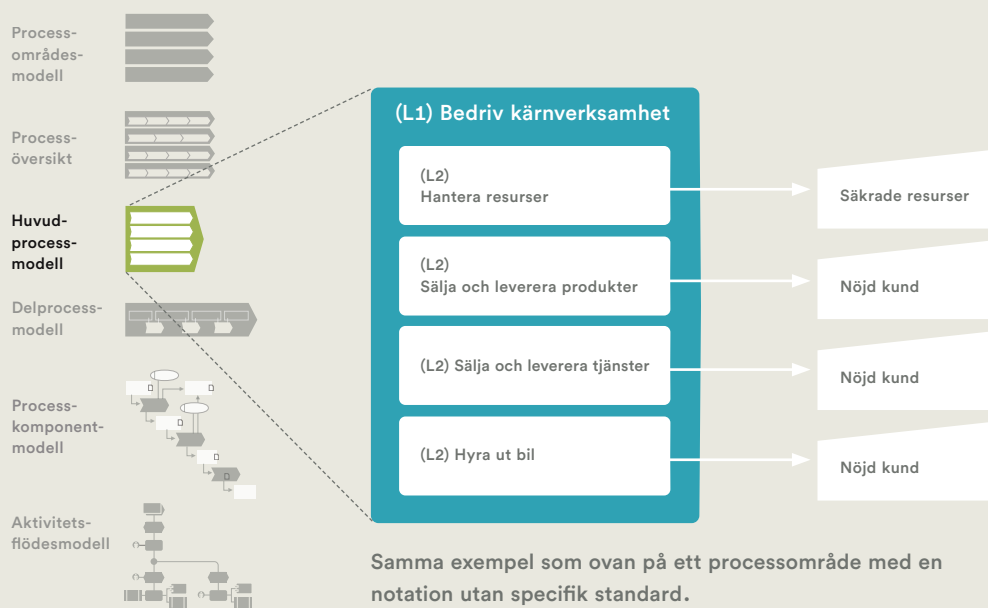 Process-
områdes-
modell
Process-
översikt
Huvud-
process-
modell
Delprocess-
modell
Process-
komponent-
modell
Aktivitets-
flödesmodell
(L1) Bedriv kärnverksamhet
(L2)
Hantera resurser
Säkrade resurser
(L2)
Sälja och leverera produkter
Nöjd kund
(L2) Sälja och leverera tjänster
Nöjd kund
(L2) Hyra ut bil
Nöjd kund
Samma exempel som ovan på ett processområde med en
notation utan specifik standard.